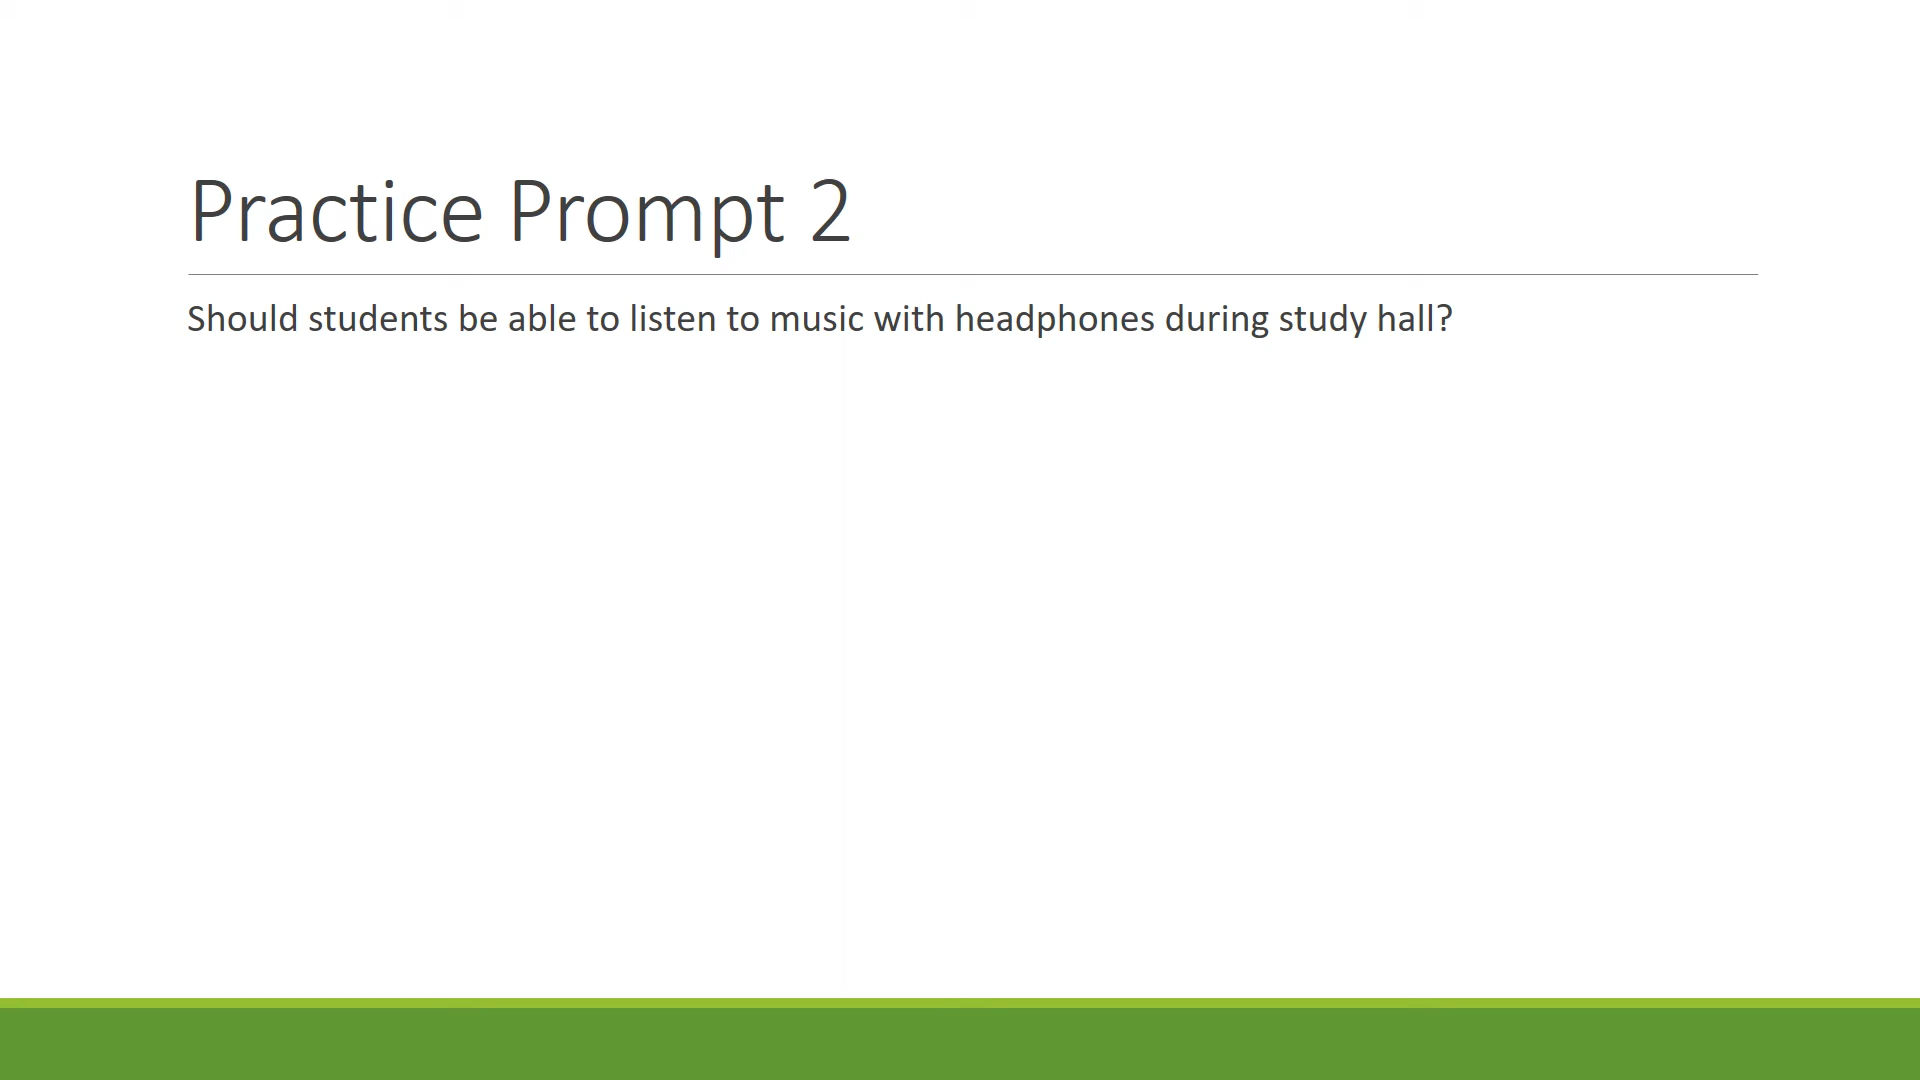 Practice Prompt 2
Should students be able to listen to music with headphones during study hall?